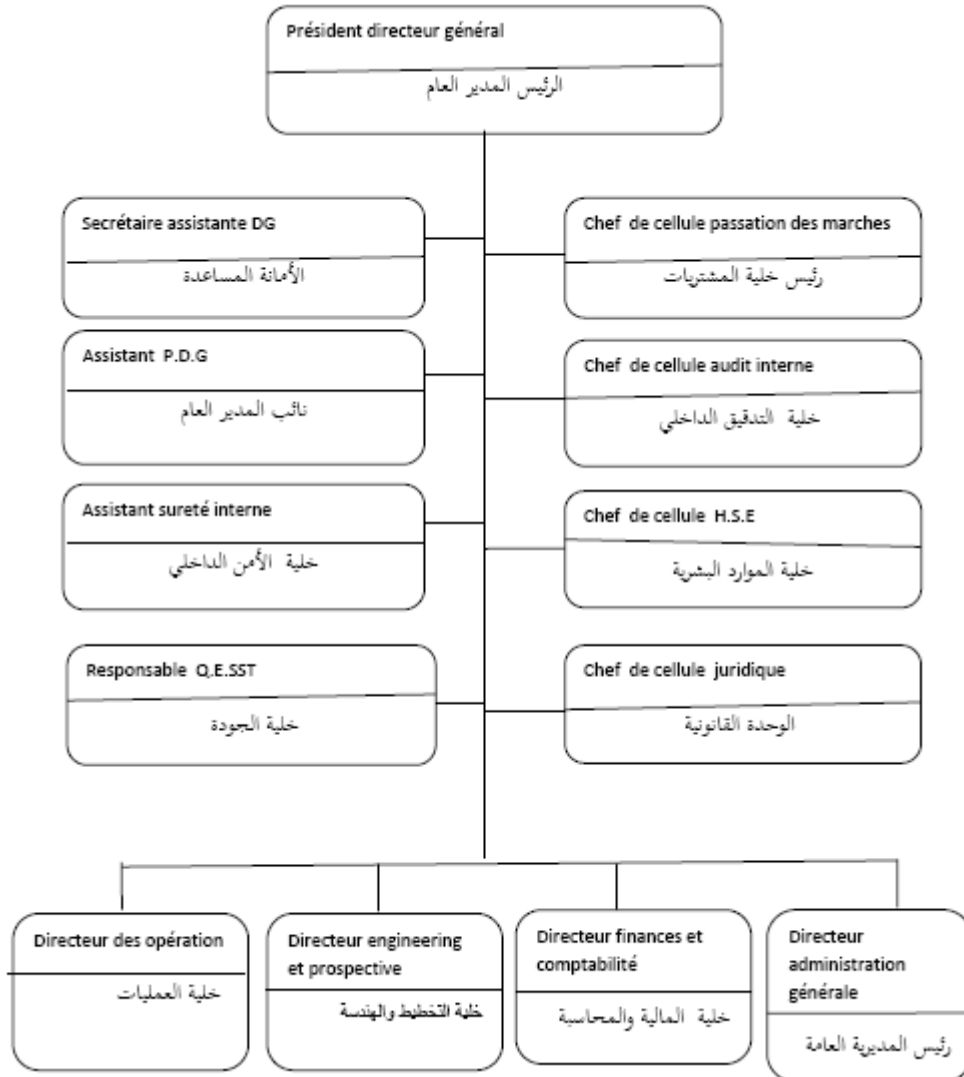 Président directeur général
الرئيس المدير العام
Secrétaire assistante DG
الأمانة المساعدة
Chef de cellule passation des marches
رئيس خلية المشتريات
Assistant P.D.G
نائب المدير العام
Chef de cellule audit interne
خلية التدقيق الداخلي
Assistant sureté interne
خلية الأمن الداخلي
Chef de cellule H.S.E
خلية الموارد البشرية
Responsable Q.E.SST
خلية الجودة
Chef de cellule juridique
الوحدة القانونية
Directeur des opération
خلية العمليات
Directeur engineering
et prospective
خلية التخطيط والهندسة
Directeur finances et
comptabilité
خلية المالية والمحاسبة
Directeur
administration
générale
رئيس المديرية العامة